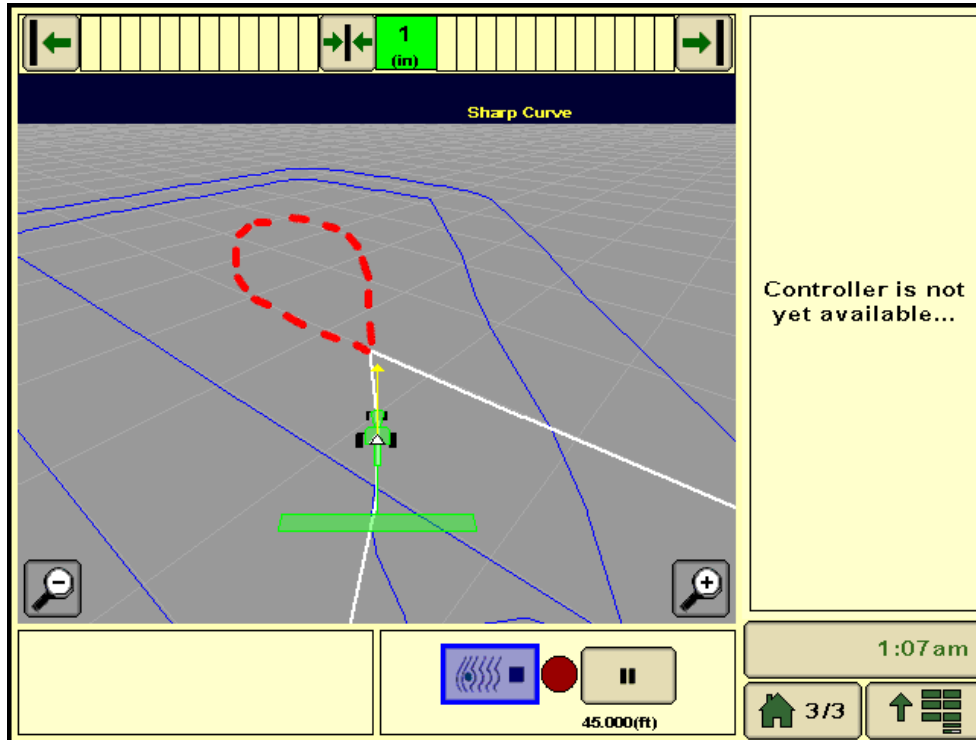 1
(in)
Sharp Curve
Controller is not
yet available...
45.000(ft)
1:07am
3/3